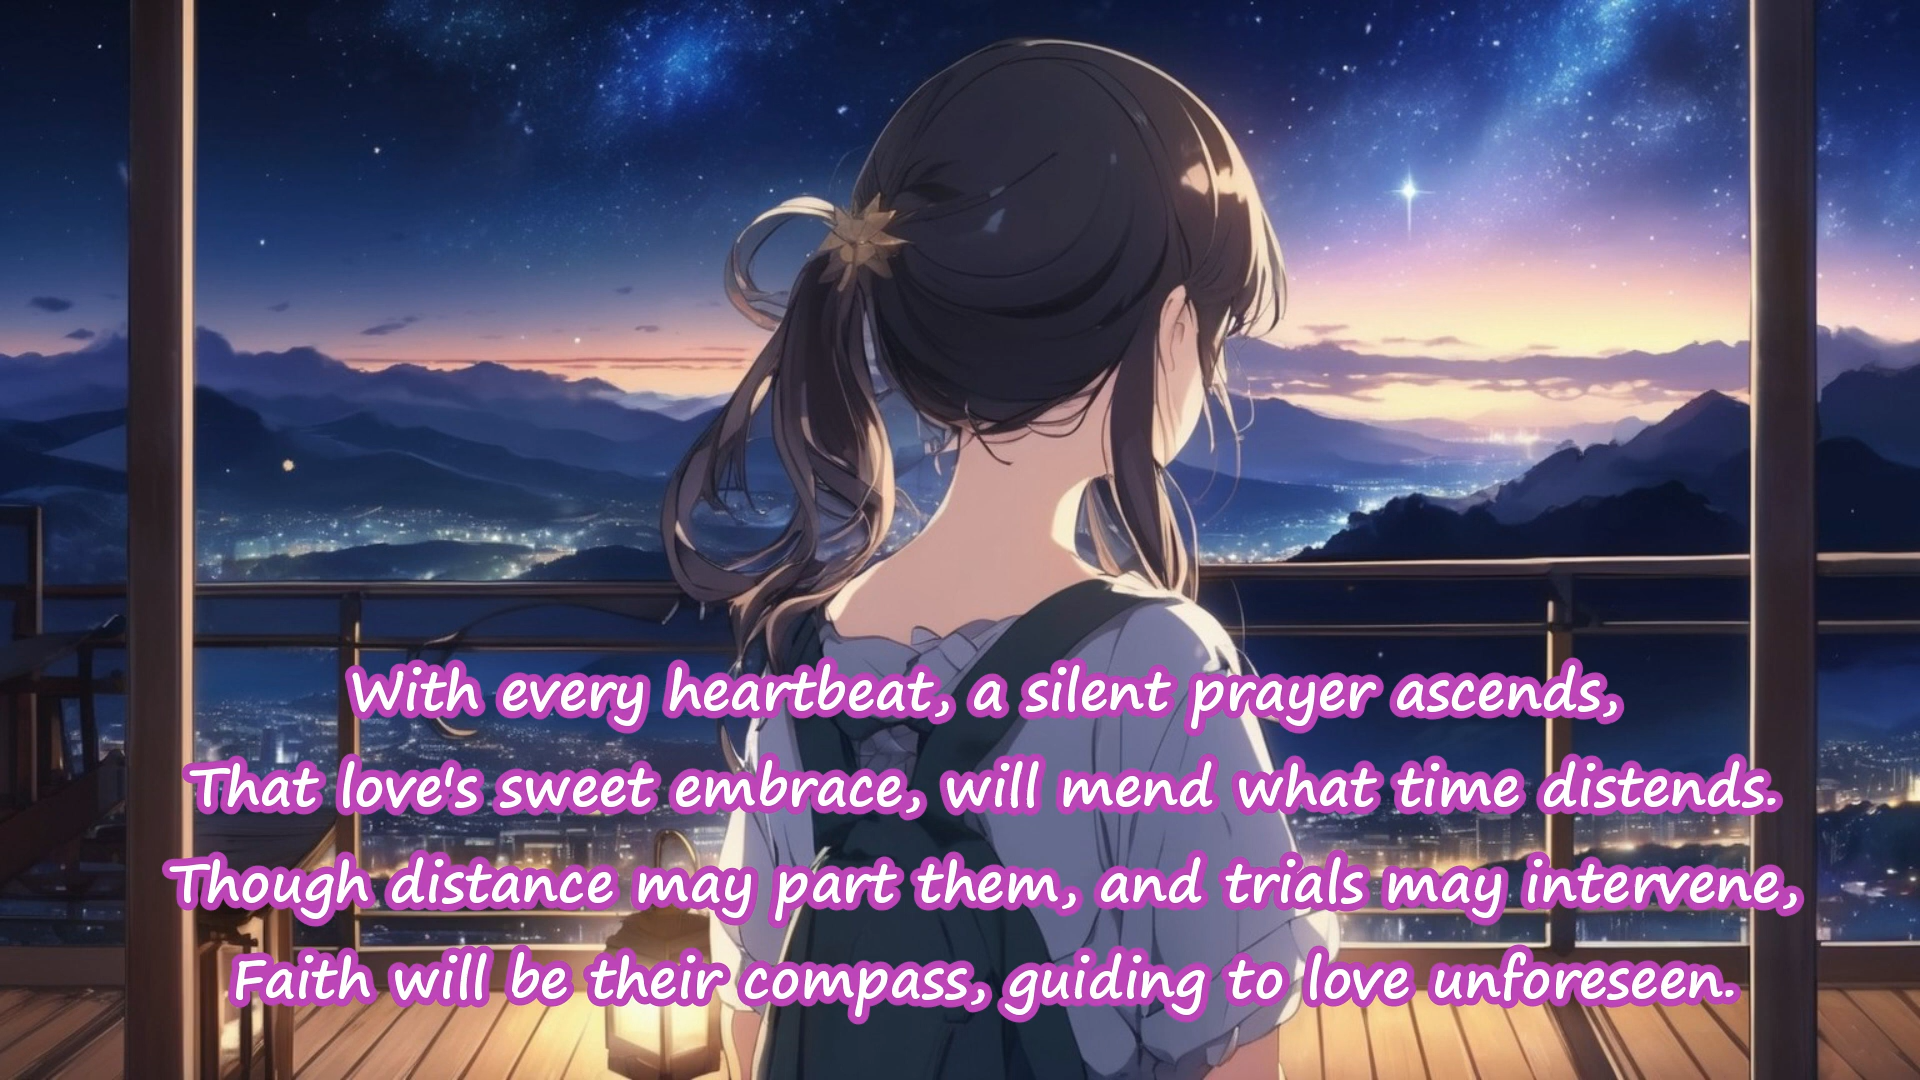 With every heartbeat, a silent prayer ascends,
That love's sweet embrace, will mend what time distends.
Though distance may part them, and trials may intervene,
Faith will be their compass, guiding to love unforeseen.